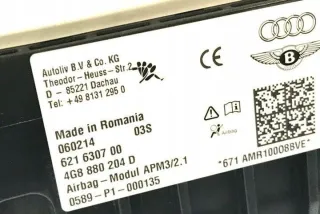 Autoliv B.V & Co. KG
Theodor - Heuss - Str.2
D - 85221 Dachau
Tel: +49 8131 295 0
CE
B
Made in Romania
060214 03S
621 6307 00
4G8 880 204 D
Airbag-Modul APM3/2.1
0589-P1-000135
Airbag
*671 AMR10008BVE*